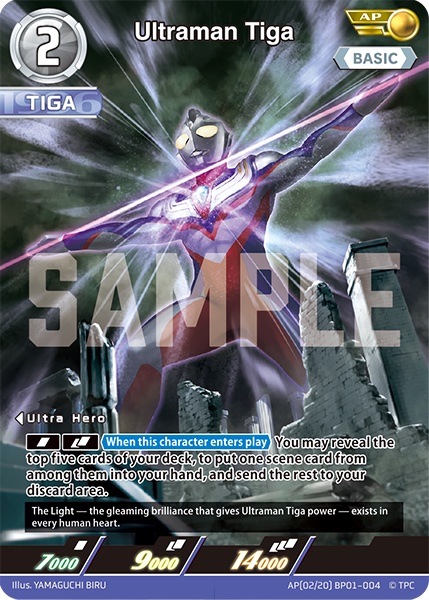 2
Ultraman Tiga
AP
BASIC
1996
TIGA
SAMPLE
Ultra Hero
When this character enters play You may reveal the
top five cards of your deck, to put one scene card from
among them into your hand, and send the rest to your
discard area.
The Light — the gleaming brilliance that gives Ultraman Tiga power — exists in
every human heart.
7000 9000 14000
Illus. YAMAGUCHI BIRU AP(02/20) BP01-004 © TPC